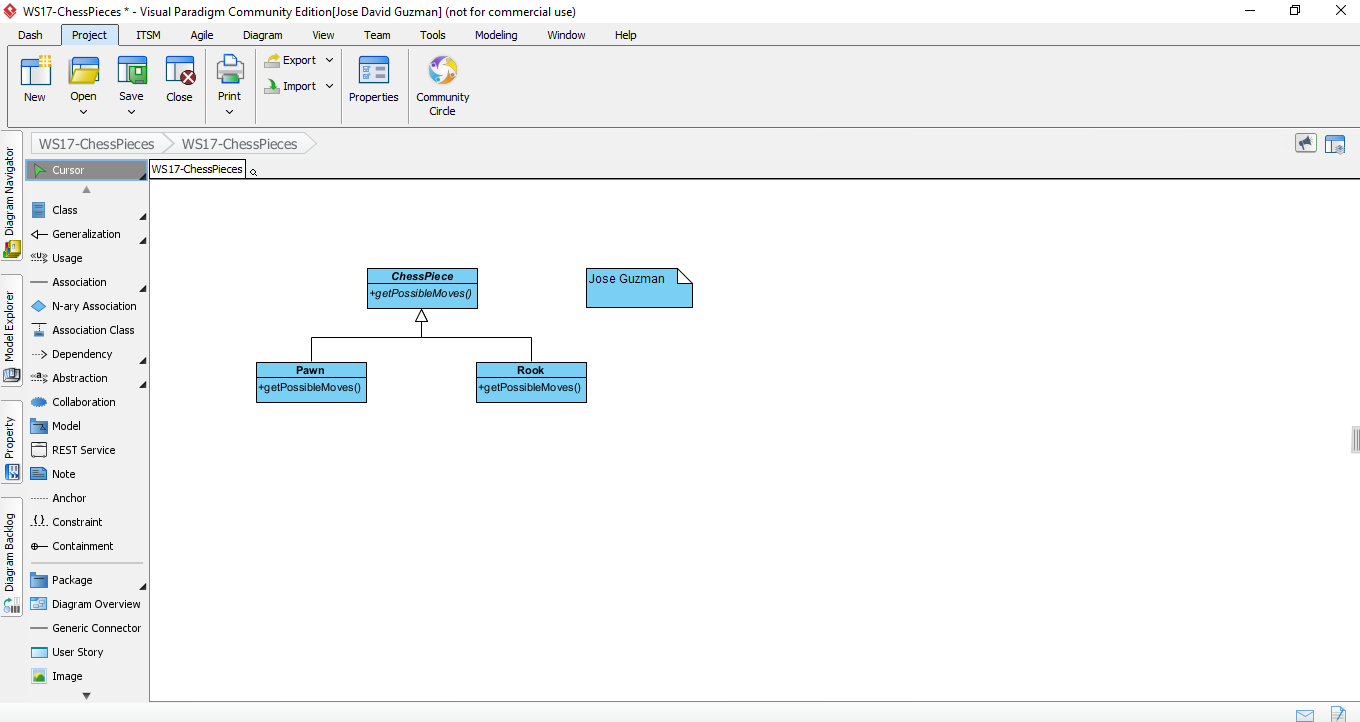 WS17-ChessPieces * - Visual Paradigm Community Edition[Jose David Guzman] (not for commercial use)
Dash Project ITSM Agile Diagram View Team Tools Modeling Window Help
New Open Save Close Print Export Import Properties Community Circle
WS17-ChessPieces WS17-ChessPieces
WS17-ChessPieces
Diagram Navigator
Model Explorer
Property
Diagram Backlog
Cursor
Class
Generalization
«U» Usage
Association
N-ary Association
Association Class
Dependency
«a» Abstraction
Collaboration
Model
REST Service
Note
Anchor
{} Constraint
Containment
Package
Diagram Overview
Generic Connector
User Story
Image
ChessPiece
+getPossibleMoves()
Jose Guzman
Pawn
+getPossibleMoves()
Rook
+getPossibleMoves()